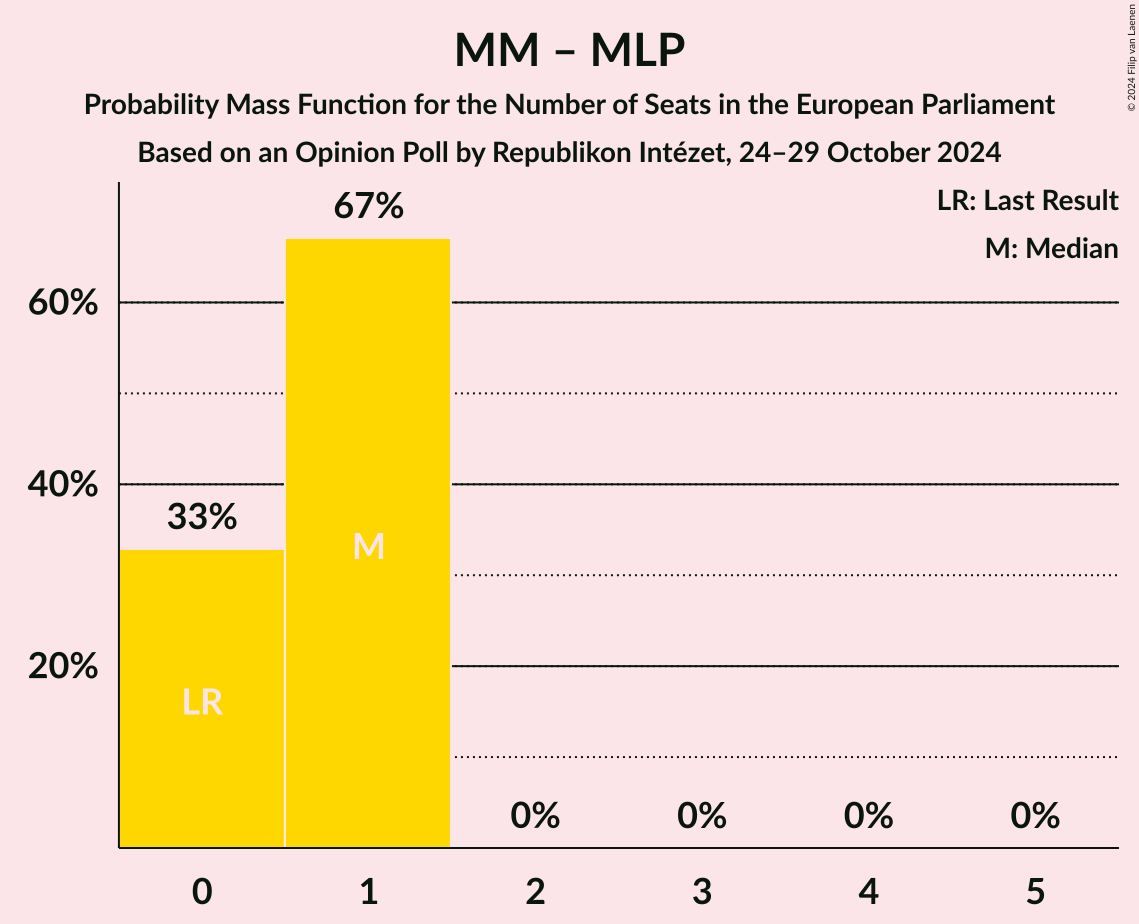 MM – MLP
Probability Mass Function for the Number of Seats in the European Parliament
Based on an Opinion Poll by Republikon Intézet, 24–29 October 2024
© 2024 Filip van Laenen
LR: Last Result
M: Median
67%
60%
40%
33%
M
20%
LR
0% 0% 0% 0%
0 1 2 3 4 5